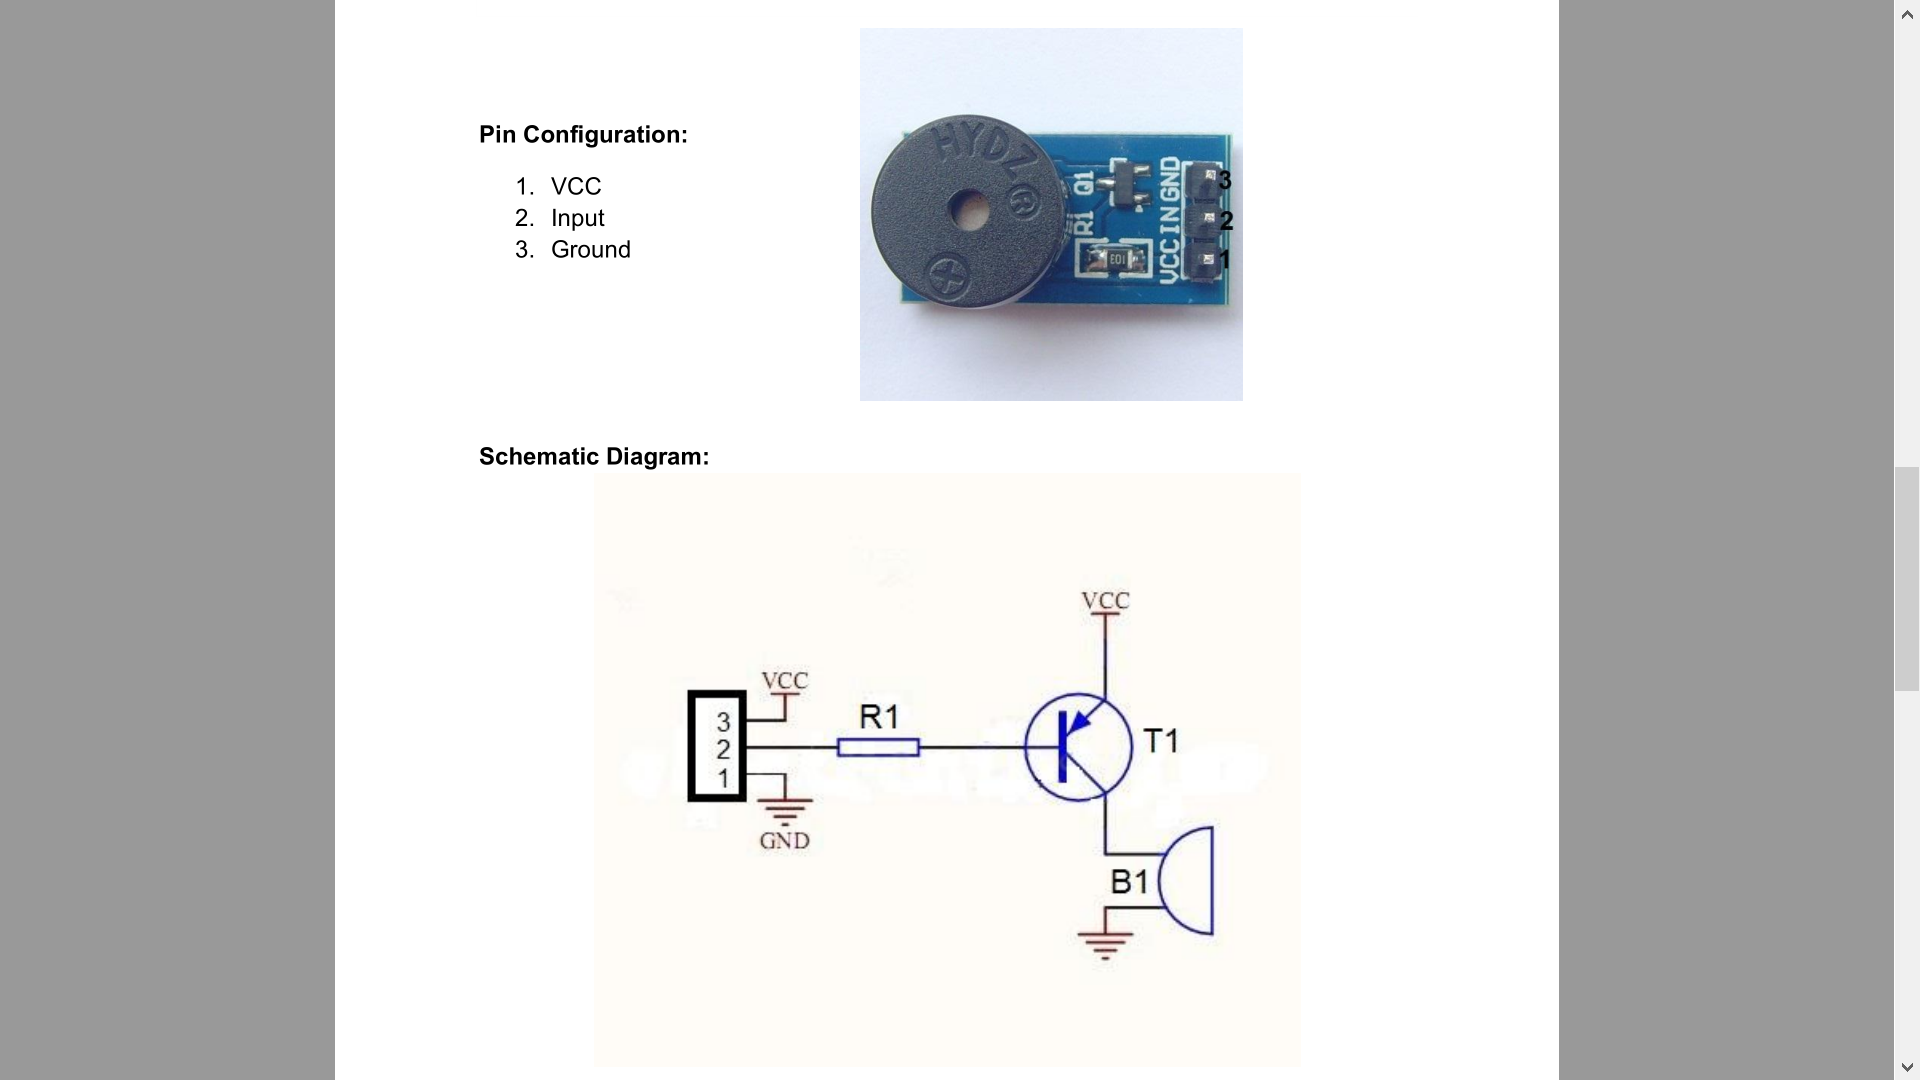 Pin Configuration:
1. VCC
2. Input
3. Ground
HYDZ
®
Q1
R1
103
VCC IN GND
3
2
1
Schematic Diagram:
VCC
VCC
R1
3
2
1
T1
GND
B1